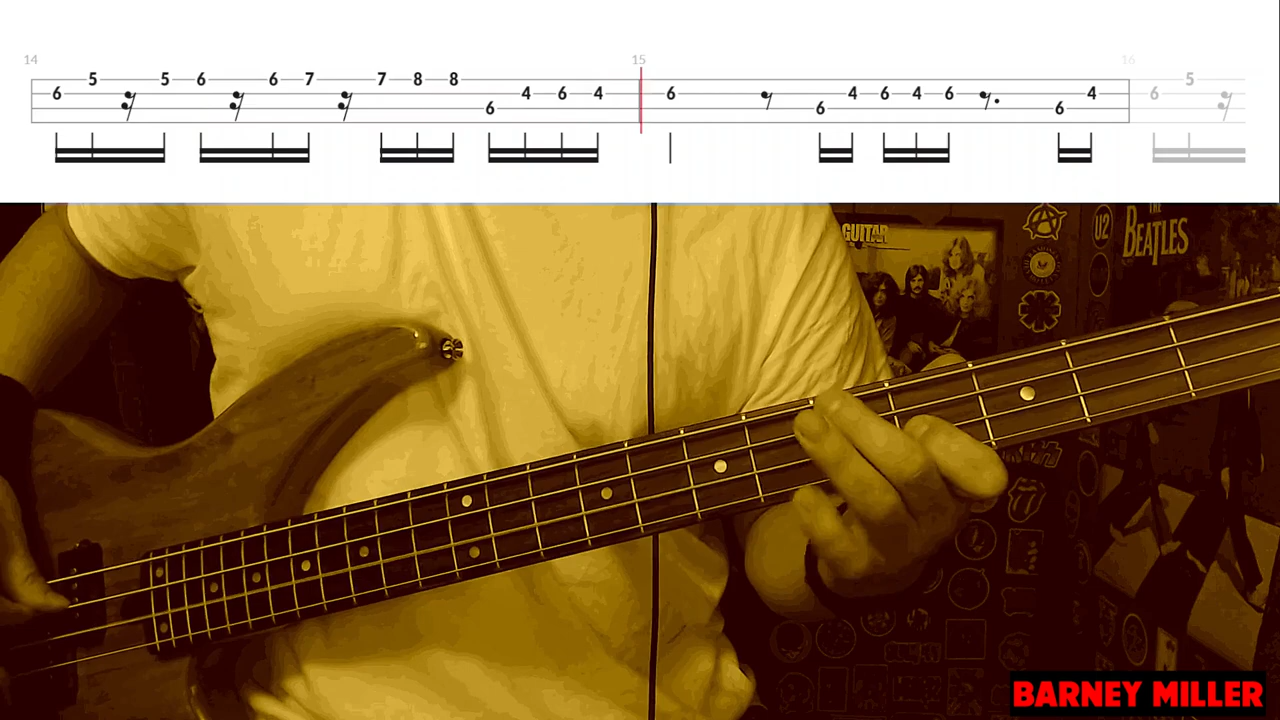 14 15 16
5 5 6 6 7 7 8 8 5
6 4 6 4 6 4 6 4 6 4 6
6 6 6
GUITAR
U2
THE
BEATLES
BARNEY MILLER